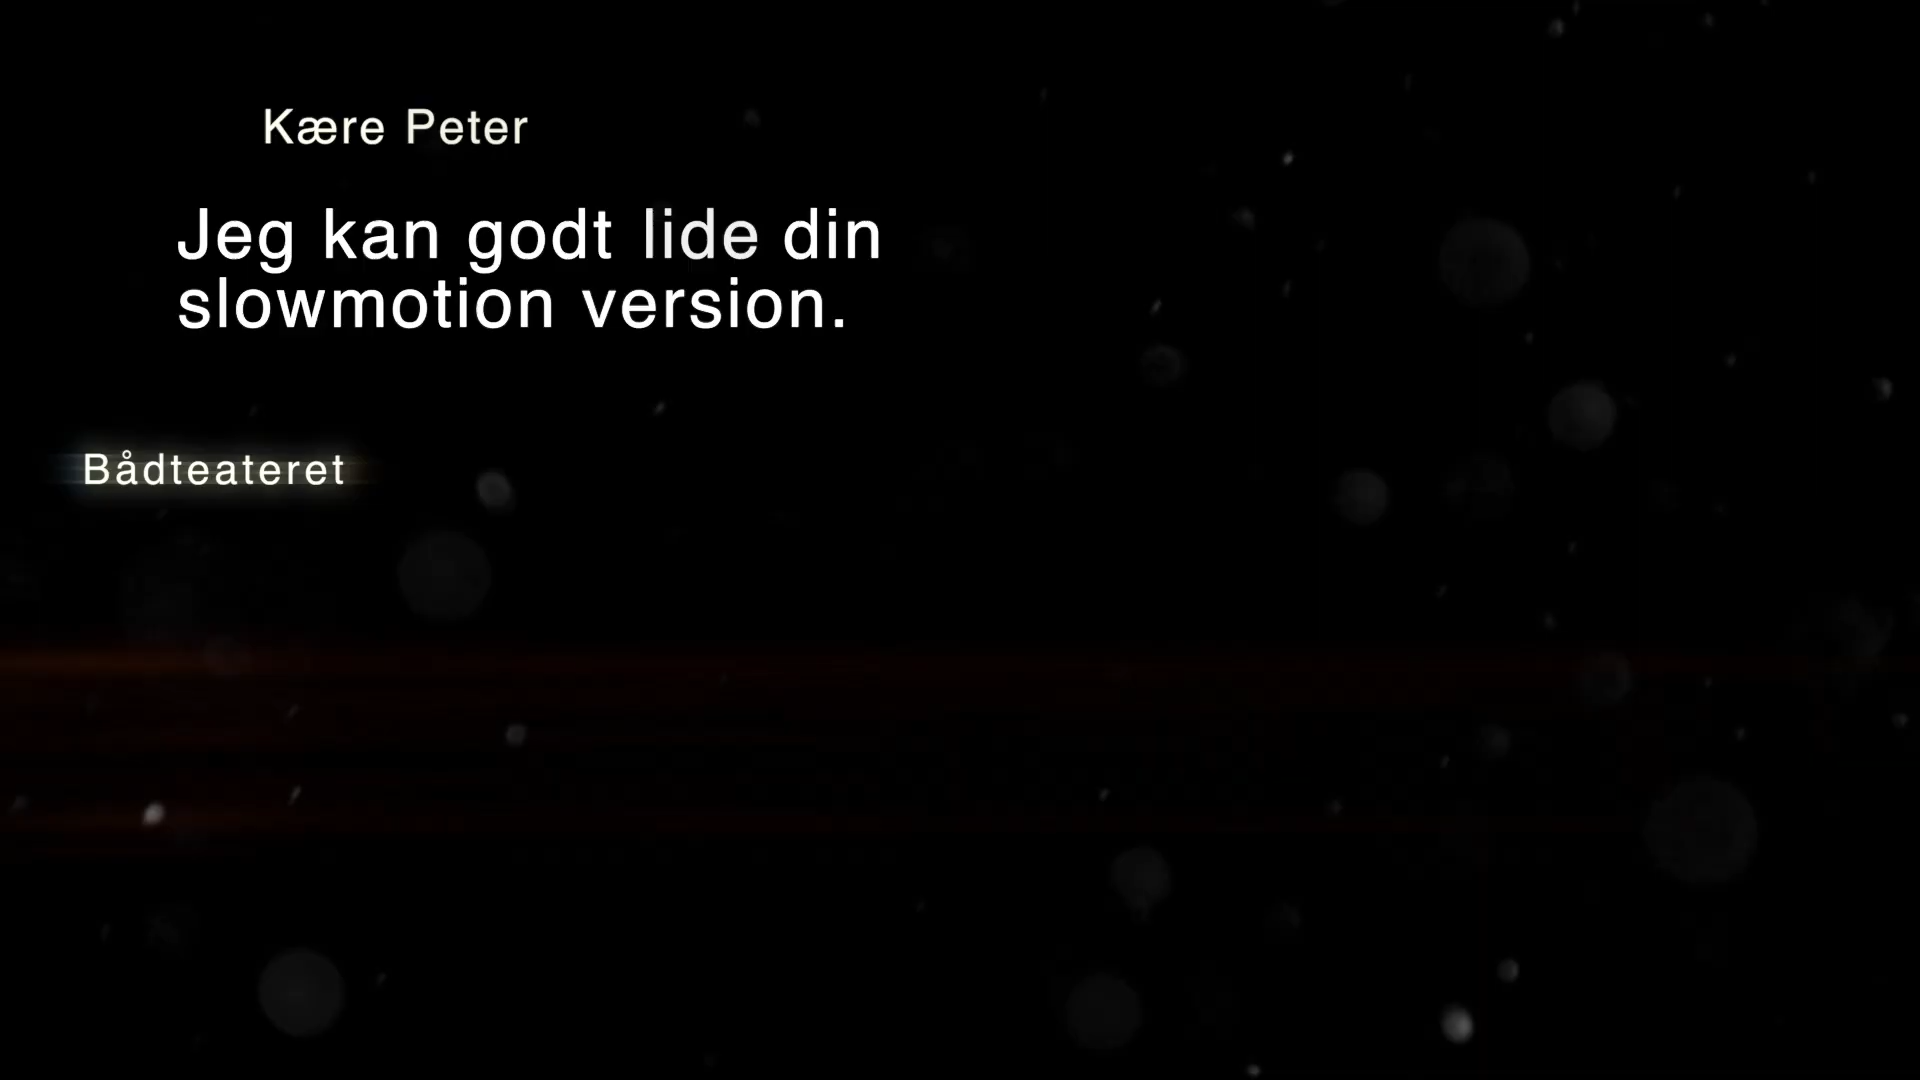 Kære Peter
Jeg kan godt lide din
slowmotion version.
Bådteateret